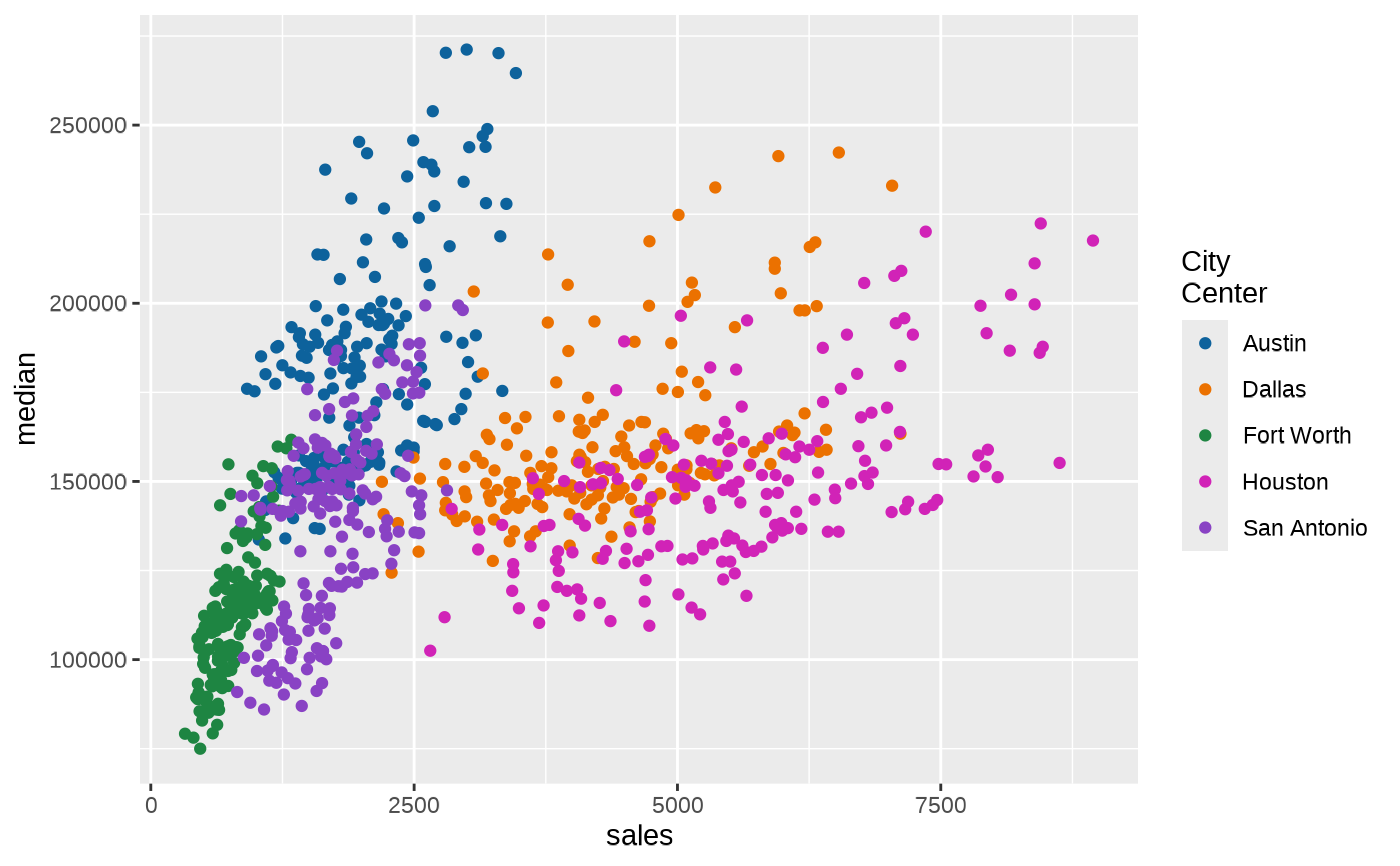 250000
200000
150000
100000
median
0
2500
5000
7500
sales
City
Center
Austin
Dallas
Fort Worth
Houston
San Antonio